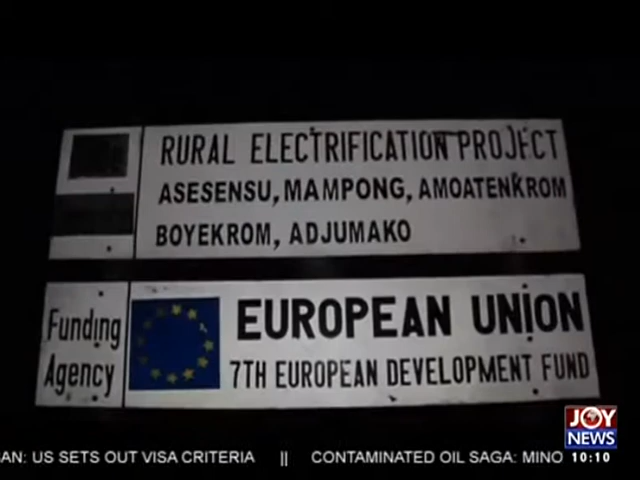 RURAL ELECTRIFICATION PROJECT
ASESENSU, MAMPONG, AMOATENKROM
BOYEKROM, ADJUMAKO
Funding
Agency
EUROPEAN UNION
7TH EUROPEAN DEVELOPMENT FUND
JOY
NEWS
10:10
AN: US SETS OUT VISA CRITERIA || CONTAMINATED OIL SAGA: MINO